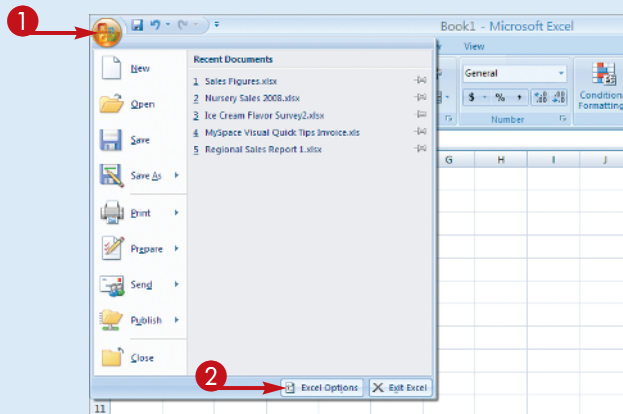 1
Book1 - Microsoft Excel
View
New
Open
Save
Save As
Print
Prepare
Send
Publish
Close
Recent Documents
1 Sales Figures.xlsx
2 Nursery Sales 2008.xlsx
3 Ice Cream Flavor Survey2.xlsx
4 MySpace Visual Quick Tips Invoice.xls
5 Regional Sales Report 1.xlsx
General
$ % ,
Condition
Formatting
Number
G H I J
2
Excel Options
Exit Excel
11